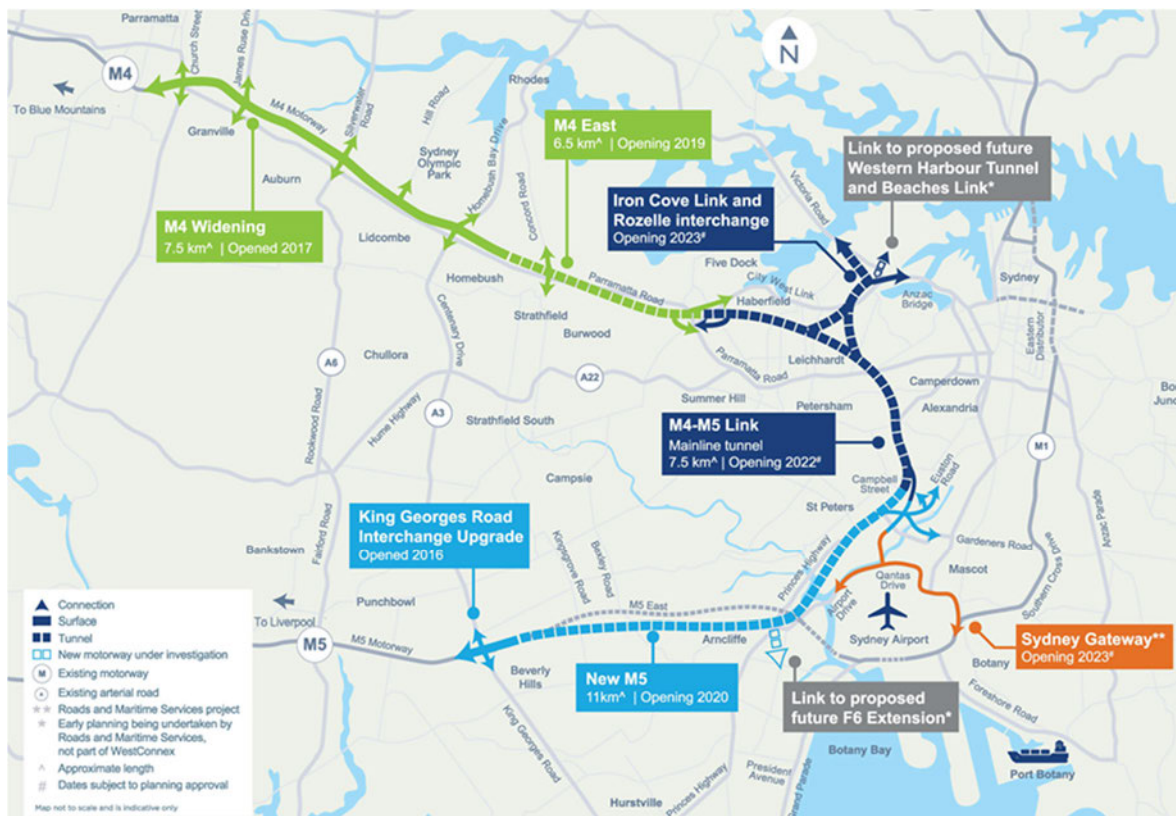 Parramatta
Church Street
James Ruse Drive
M4
To Blue Mountains
M4 Motorway
Granville
Silverwater Road
Hill Road
Rhodes
N
Auburn
Sydney Olympic Park
Homebush Bay Drive
M4 East
6.5 km^ | Opening 2019
Concord Road
Victoria Road
Link to proposed future
Western Harbour Tunnel
and Beaches Link*
Iron Cove Link and
Rozelle interchange
Opening 2023#
M4 Widening
7.5 km^ | Opened 2017
Lidcombe
Homebush
Parramatta Road
Five Dock
City West Link
Haberfield
Anzac
Bridge
Sydney
Eastern
Distributor
Strathfield
Burwood
Centenary Drive
Chullora
A6
A22
Leichhardt
Parramatta Road
Camperdown
Summer Hill
Petersham
Alexandria
Rookwood Road
Hume Highway
A3
Strathfield South
M4-M5 Link
Mainline tunnel
7.5 km^ | Opening 2022#
M1
Campbell
Street
Euston
Road
Campsie
St Peters
Anzac Parade
King Georges Road
Interchange Upgrade
Opened 2016
Bankstown
Fairford Road
Kingsgrove Road
Bexley Road
Princes Highway
Gardeners Road
Mascot
Southern Cross Drive
Qantas
Drive
Airport
Drive
Punchbowl
To Liverpool
M5
M5 Motorway
M5 East
Arncliffe
Sydney Airport
Sydney Gateway**
Opening 2023#
Botany
Beverly
Hills
New M5
11km^ | Opening 2020
Link to proposed
future F6 Extension*
Foreshore Road
King Georges Road
Botany Bay
Port Botany
President
Avenue
Grand Parade
Princes Highway
Hurstville
Connection
Surface
Tunnel
New motorway under investigation
M Existing motorway
Existing arterial road
** Roads and Maritime Services project
* Early planning being undertaken by
Roads and Maritime Services,
not part of WestConnex
^ Approximate length
# Dates subject to planning approval
Map not to scale and is indicative only